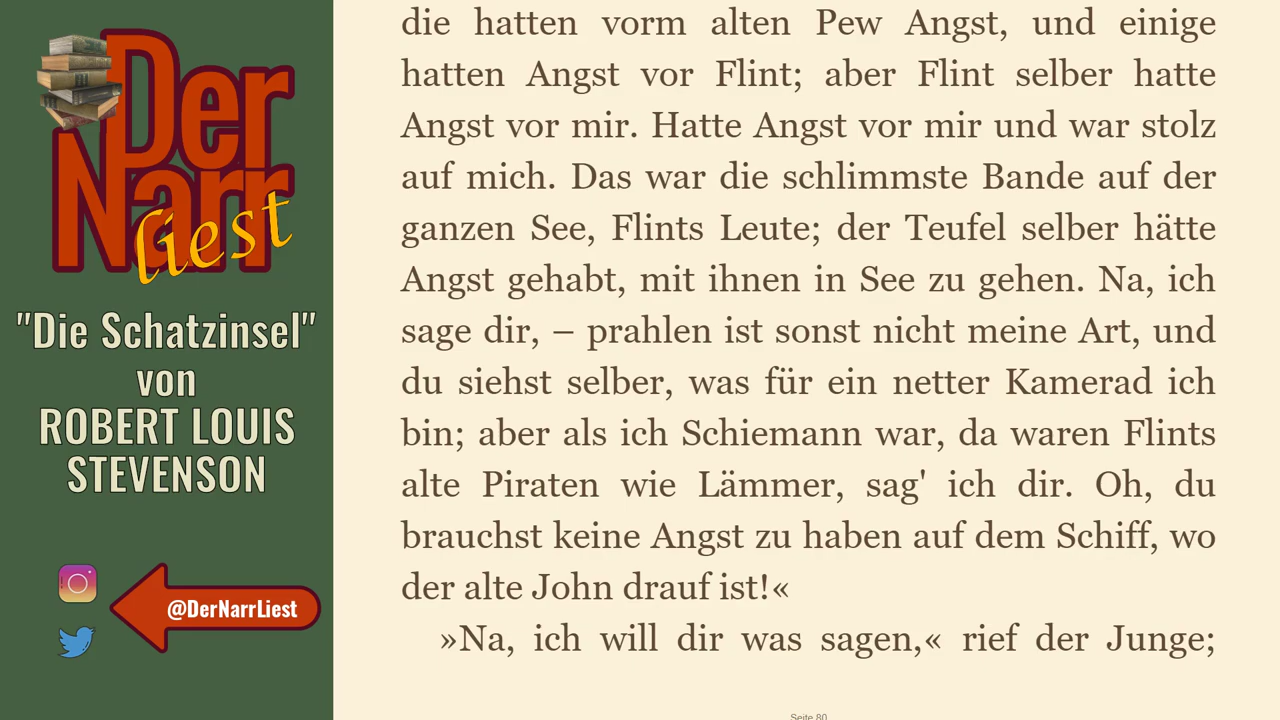 Der
Narr
liest
"Die Schatzinsel"
von
ROBERT LOUIS
STEVENSON
@DerNarrLiest
die hatten vorm alten Pew Angst, und einige
hatten Angst vor Flint; aber Flint selber hatte
Angst vor mir. Hatte Angst vor mir und war stolz
auf mich. Das war die schlimmste Bande auf der
ganzen See, Flints Leute; der Teufel selber hätte
Angst gehabt, mit ihnen in See zu gehen. Na, ich
sage dir, – prahlen ist sonst nicht meine Art, und
du siehst selber, was für ein netter Kamerad ich
bin; aber als ich Schiemann war, da waren Flints
alte Piraten wie Lämmer, sag' ich dir. Oh, du
brauchst keine Angst zu haben auf dem Schiff, wo
der alte John drauf ist!«
»Na, ich will dir was sagen,« rief der Junge;
Seite 80